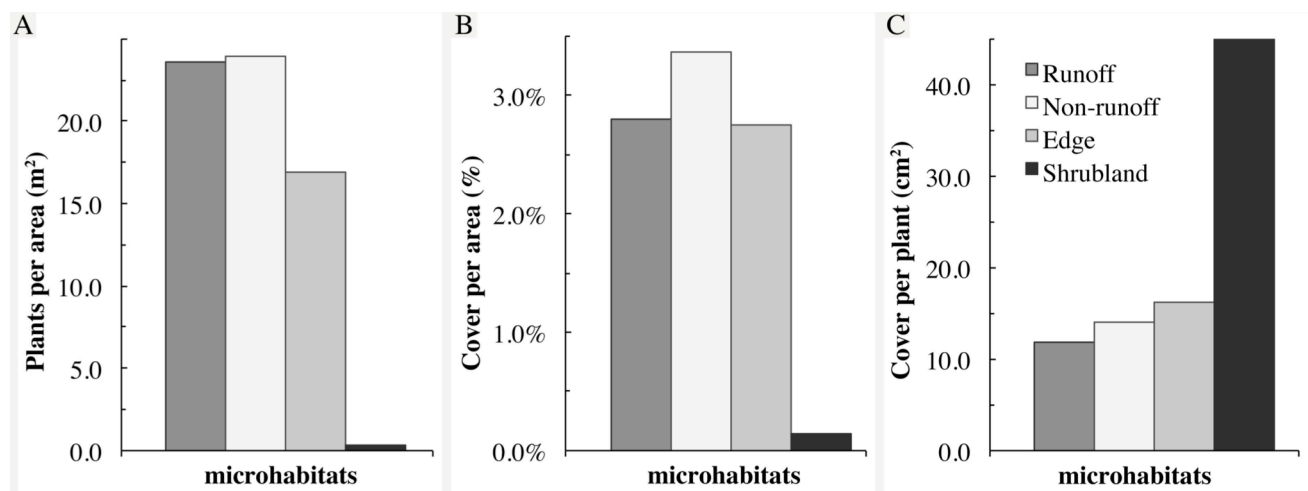 A
Plants per area (m²)
20.0
15.0
10.0
5.0
0.0
microhabitats
B
Cover per area (%)
3.0%
2.0%
1.0%
0.0%
microhabitats
C
Cover per plant (cm²)
40.0
30.0
20.0
10.0
0.0
Runoff
Non-runoff
Edge
Shrubland
microhabitats